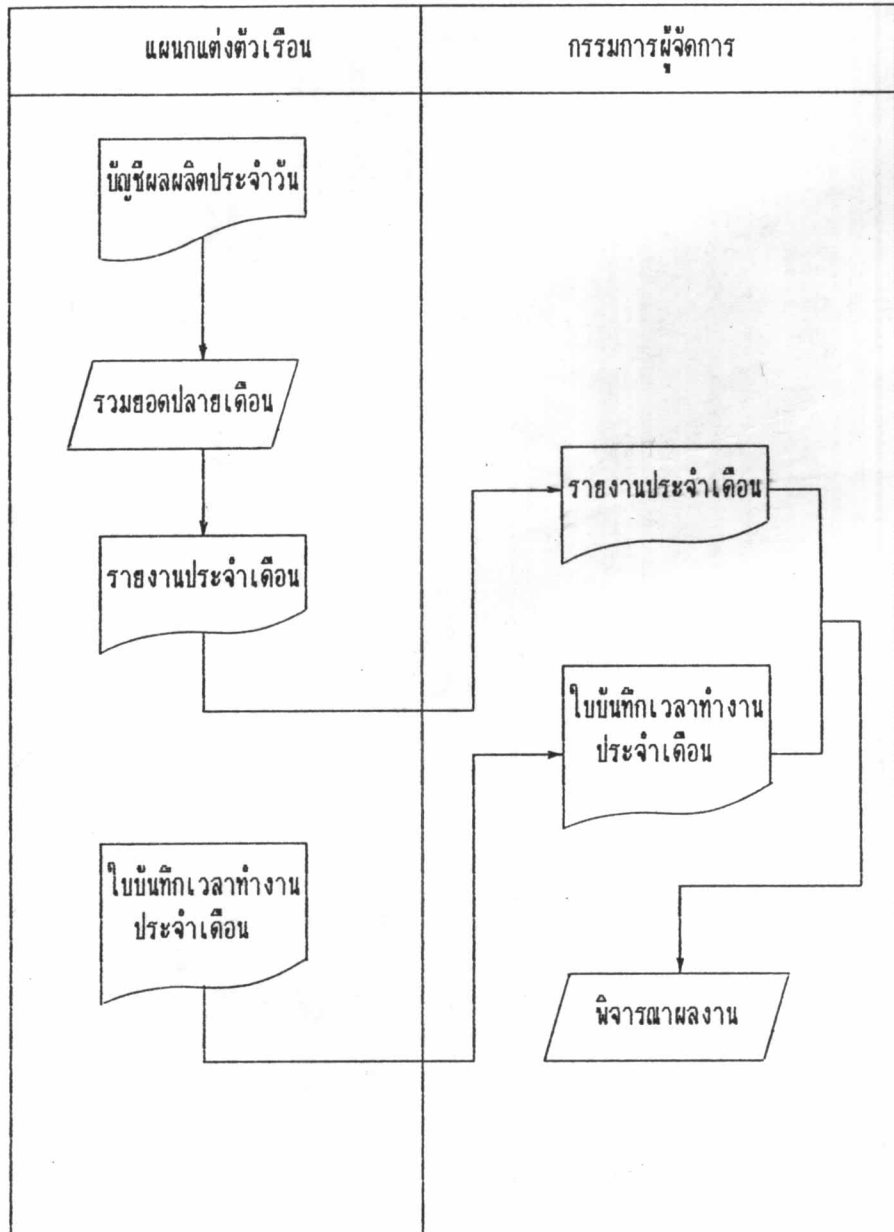 แผนกแต่งตัวเรือน
กรรมการผู้จัดการ
บัญชีผลผลิตประจำวัน
รวมยอดปลายเดือน
รายงานประจำเดือน
รายงานประจำเดือน
ใบบันทึกเวลาทำงาน
ประจำเดือน
ใบบันทึกเวลาทำงาน
ประจำเดือน
พิจารณาผลงาน